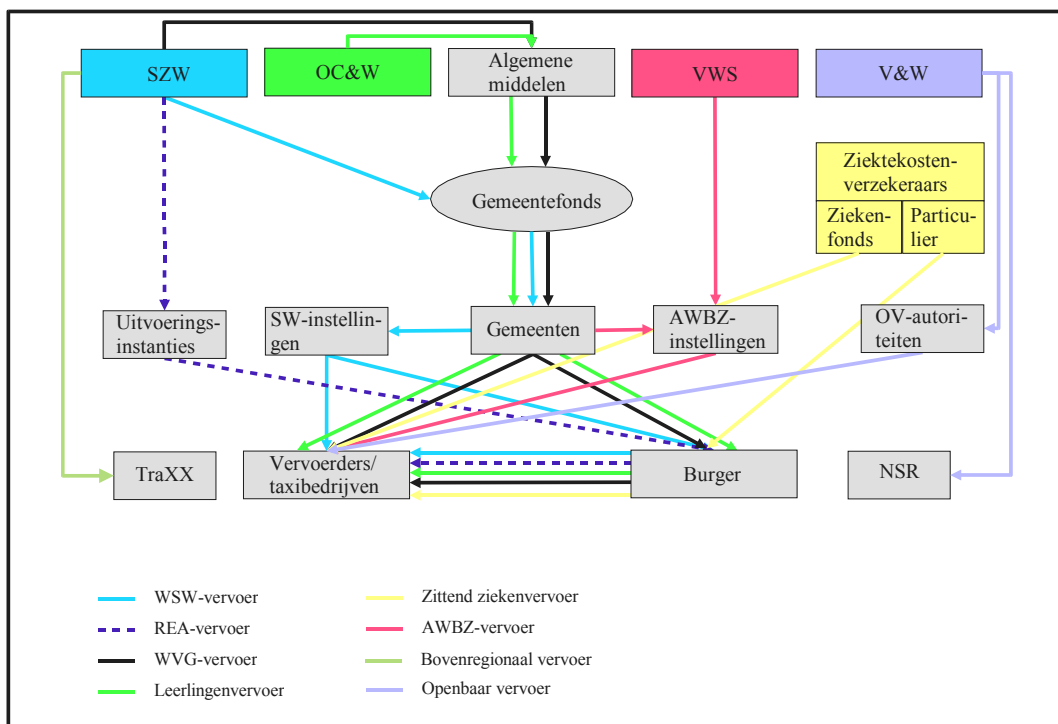 SZW
OC&W
Algemene
middelen
VWS
V&W
Ziektekosten-
verzekeraars
Zieken-
fonds
Particu-
lier
Gemeentefonds
Uitvoerings-
instanties
SW-instellin-
gen
Gemeenten
AWBZ-
instellingen
OV-autori-
teiten
TraXX
Vervoerders/
taxibedrijven
Burger
NSR
WSW-vervoer
REA-vervoer
WVG-vervoer
Leerlingenvervoer
Zittend ziekenvervoer
AWBZ-vervoer
Bovenregionaal vervoer
Openbaar vervoer